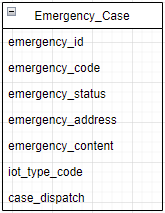 Emergency_Case
emergency_id
emergency_code
emergency_status
emergency_address
emergency_content
iot_type_code
case_dispatch